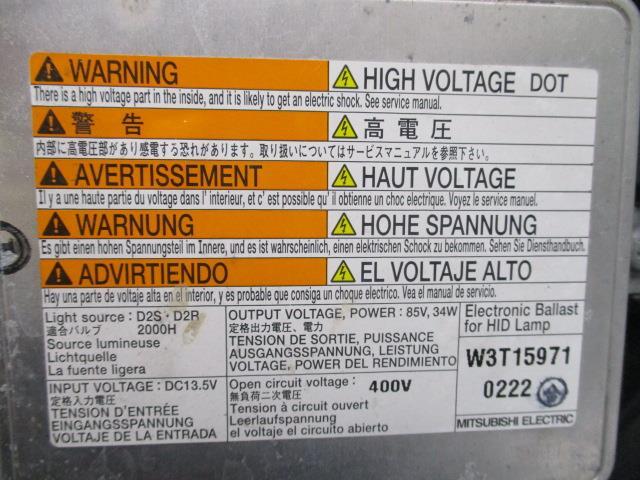 WARNING
HIGH VOLTAGE DOT
There is a high voltage part in the inside, and it is likely to get an electric shock. See service manual.
警告
高電圧
内部に高電圧部があり感電する恐れがあります。取り扱いについてはサービスマニュアルを参照下さい。
AVERTISSEMENT
HAUT VOLTAGE
Il y a une haute partie du voltage dans l' interieur, et c' est possible qu' il obtienne un choc electrique. Voyez le service manuel.
WARNUNG
HOHE SPANNUNG
Es gibt einen hohen Spannungsteil im Innere, und es ist wahrscheinlich, einen elektrischen Schock zu bekommen. Sehen Sie Diensthandbuch.
ADVIRTIENDO
EL VOLTAJE ALTO
Hay una parte de voltaje alta en el interior, y es probable que consiga un choque electrico. Vea el manual de servicio.
Light source : D2S · D2R
適合バルブ 2000H
Source lumineuse
Lichtquelle
La fuente ligera
OUTPUT VOLTAGE, POWER : 85V, 34W
定格出力電圧、電力
TENSION DE SORTIE, PUISSANCE
AUSGANGSSPANNUNG, LEISTUNG
VOLTAGE, POWER DEL RENDIMIENTO
Electronic Ballast
for HID Lamp
W3T15971
0222
MITSUBISHI ELECTRIC
INPUT VOLTAGE : DC13.5V
定格入力電圧
TENSION D'ENTRÉE
EINGANGSSPANNUNG
VOLTAJE DE LA ENTRADA
Open circuit voltage : 400V
無負荷二次電圧
Tension à circuit ouvert
Leerlaufspannung
el voltaje el circuito abierto